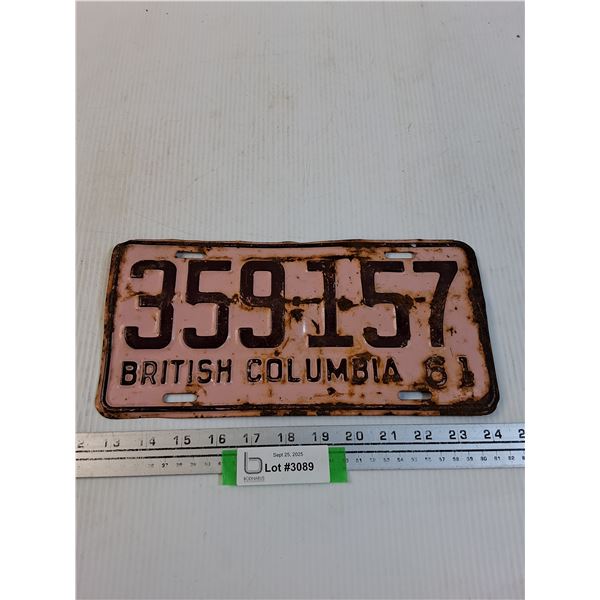 359-157
BRITISH COLUMBIA 61
13 14 15 16 17 18 19 20 21 22 23 24
Sept 25, 2025
Lot #3089
BODNARUS